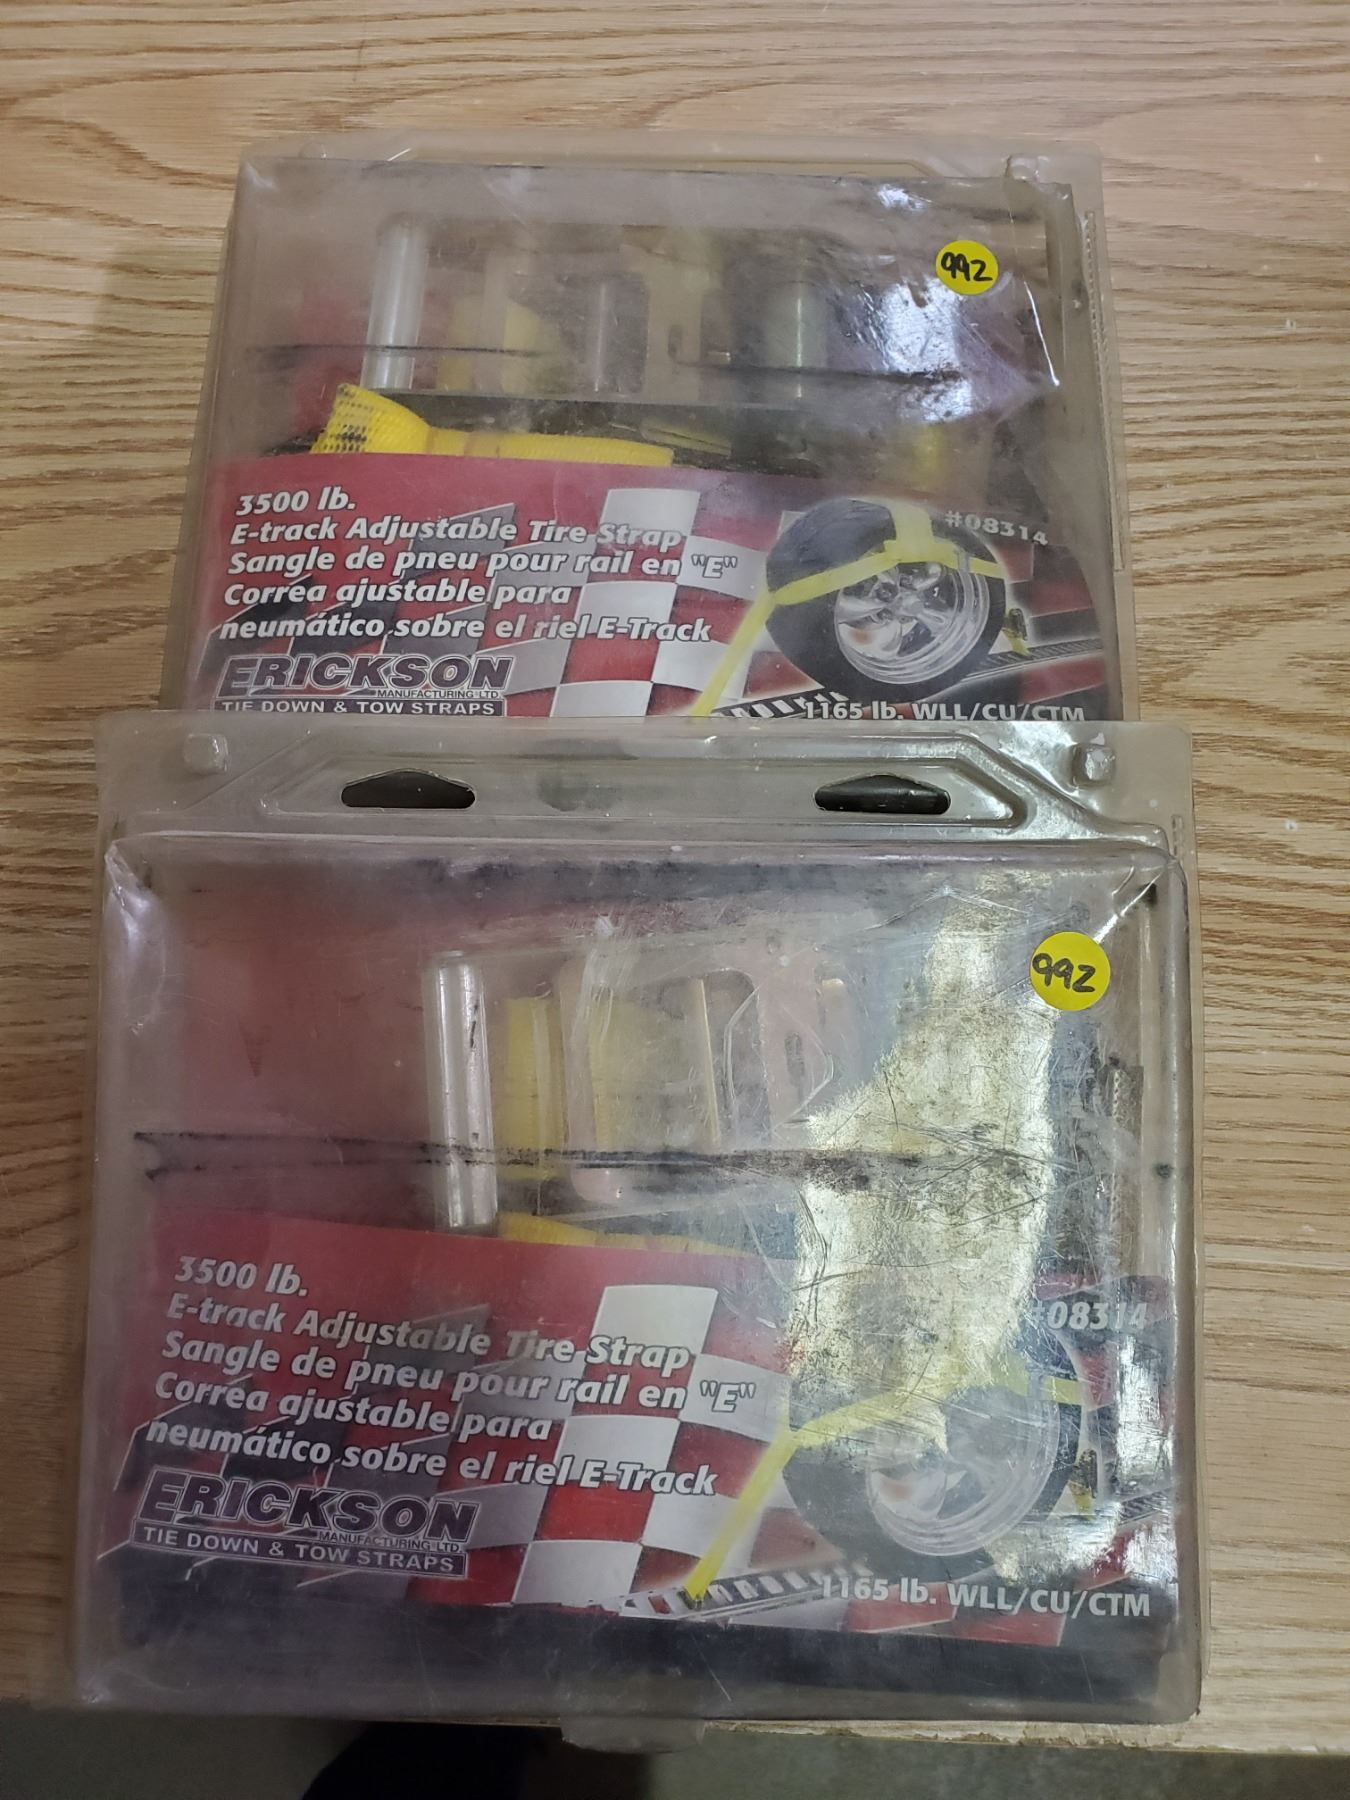 992
3500 lb.
E-track Adjustable Tire Strap
Sangle de pneu pour rail en "E"
Correa ajustable para
neumático sobre el riel E-Track
#08314
ERICKSON
MANUFACTURING LTD.
TIE DOWN & TOW STRAPS
1165 lb. WLL/CU/CTM
992
3500 lb.
E-track Adjustable Tire Strap
Sangle de pneu pour rail en "E"
Correa ajustable para
neumático sobre el riel E-Track
#08314
ERICKSON
MANUFACTURING LTD.
TIE DOWN & TOW STRAPS
1165 lb. WLL/CU/CTM